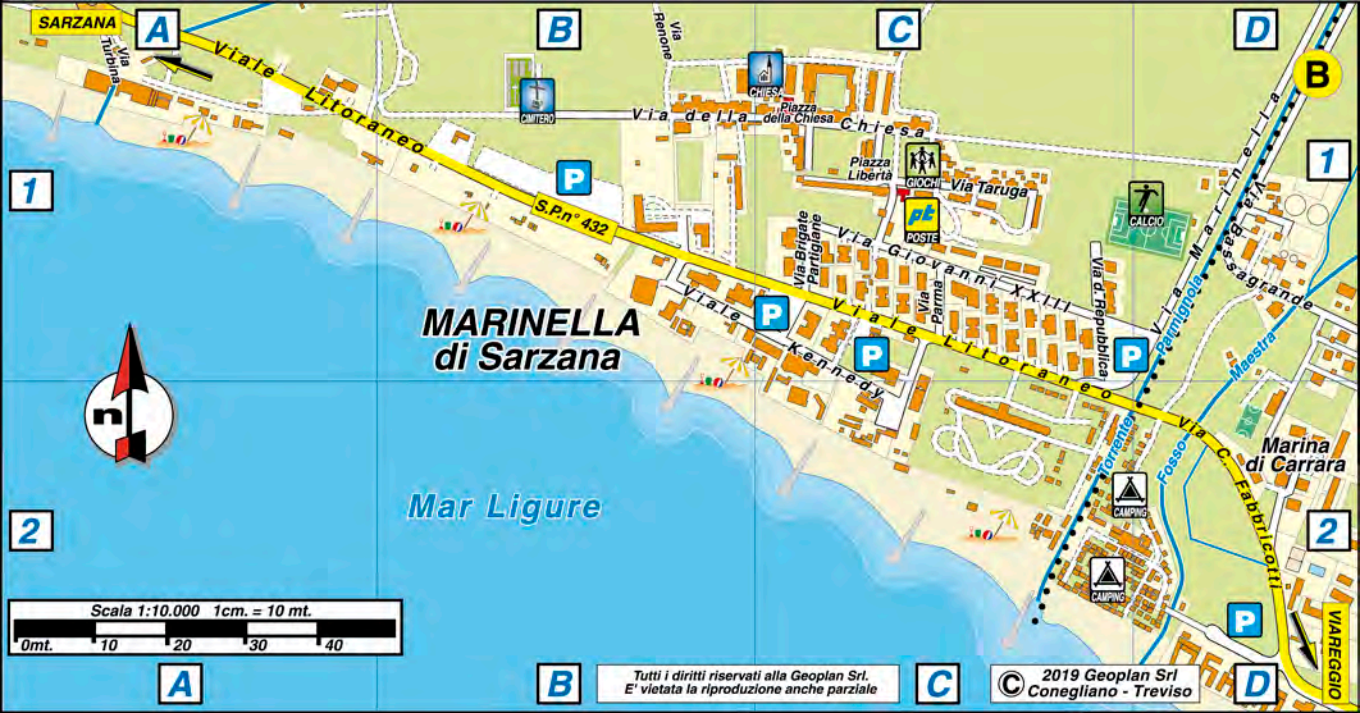 SARZANA
A
B
C
D
B
Via
Turbina
Viale Litoraneo
Via
Renone
CIMITERO
CHIESA
Via della Chiesa
Piazza
della Chiesa
1
1
P
S.P.n° 432
Piazza
Libertà
GIOCHI
Via Taruga
pt
POSTE
CALCIO
Via Marinella
Via Bassagrande
Via Brigate
Partigiane
Via Giovanni XXIII
Via
Parma
Via d. Repubblica
Viale Kennedy
P
P
P
Viale Litoraneo
MARINELLA
di Sarzana
Torrente Parmignola
Fosso Maestra
Via C. Fabbricotti
Marina
di Carrara
n
Mar Ligure
CAMPING
CAMPING
2
2
P
VIAREGGIO
Scala 1:10.000 1cm. = 10 mt.
0mt. 10 20 30 40
A
B
Tutti i diritti riservati alla Geoplan Srl.
E' vietata la riproduzione anche parziale
C
© 2019 Geoplan Srl
Conegliano - Treviso
D